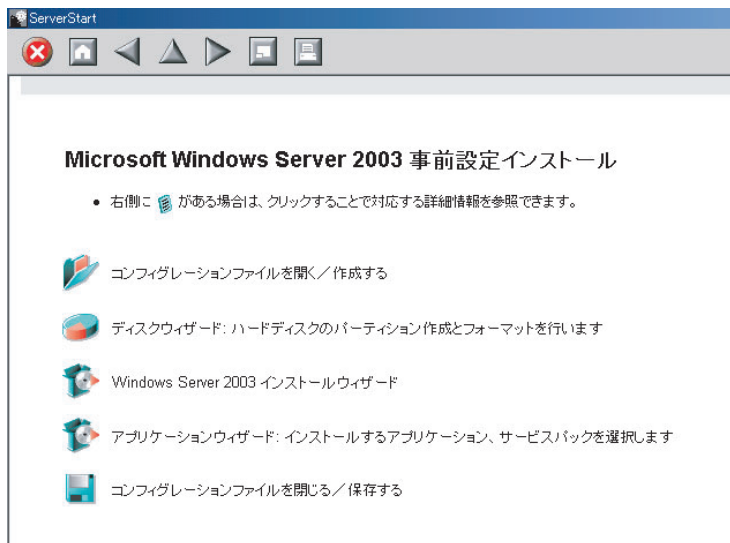 ServerStart
Microsoft Windows Server 2003 事前設定インストール
• 右側に がある場合は、クリックすることで対応する詳細情報を参照できます。
コンフィグレーションファイルを開く／作成する
ディスクウィザード: ハードディスクのパーティション作成とフォーマットを行います
Windows Server 2003 インストールウィザード
アプリケーションウィザード: インストールするアプリケーション、サービスパックを選択します
コンフィグレーションファイルを閉じる／保存する